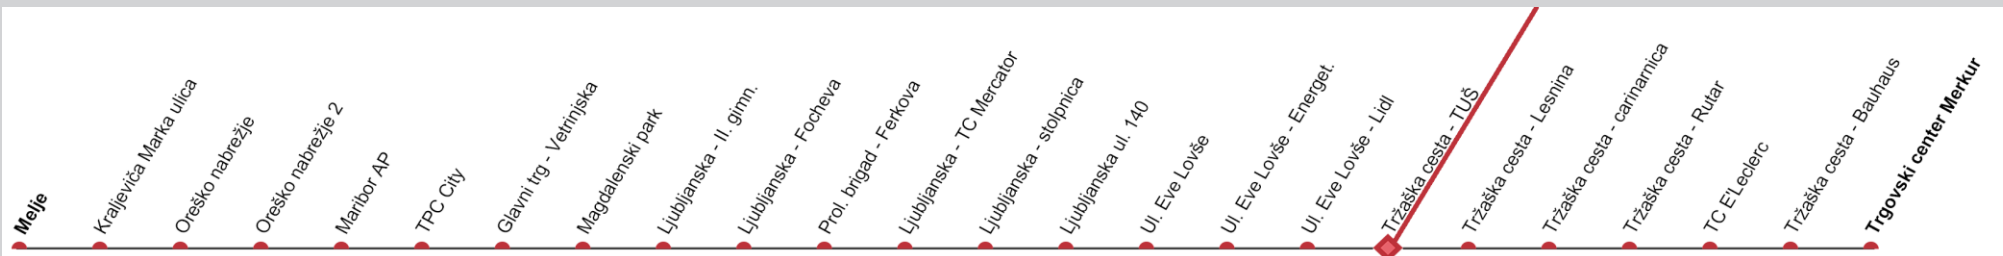 Melje
Kraljeviča Marka ulica
Oreško nabrežje
Oreško nabrežje 2
Maribor AP
TPC City
Glavni trg - Vetrinjska
Magdalenski park
Ljubljanska - II. gimn.
Ljubljanska - Focheva
Prol. brigad - Ferkova
Ljubljanska - TC Mercator
Ljubljanska - stolpnica
Ljubljanska ul. 140
Ul. Eve Lovše
Ul. Eve Lovše - Energet.
Ul. Eve Lovše - Lidl
Tržaška cesta - TUŠ
Tržaška cesta - Lesnina
Tržaška cesta - carinarnica
Tržaška cesta - Rutar
TC E'Leclerc
Tržaška cesta - Bauhaus
Trgovski center Merkur